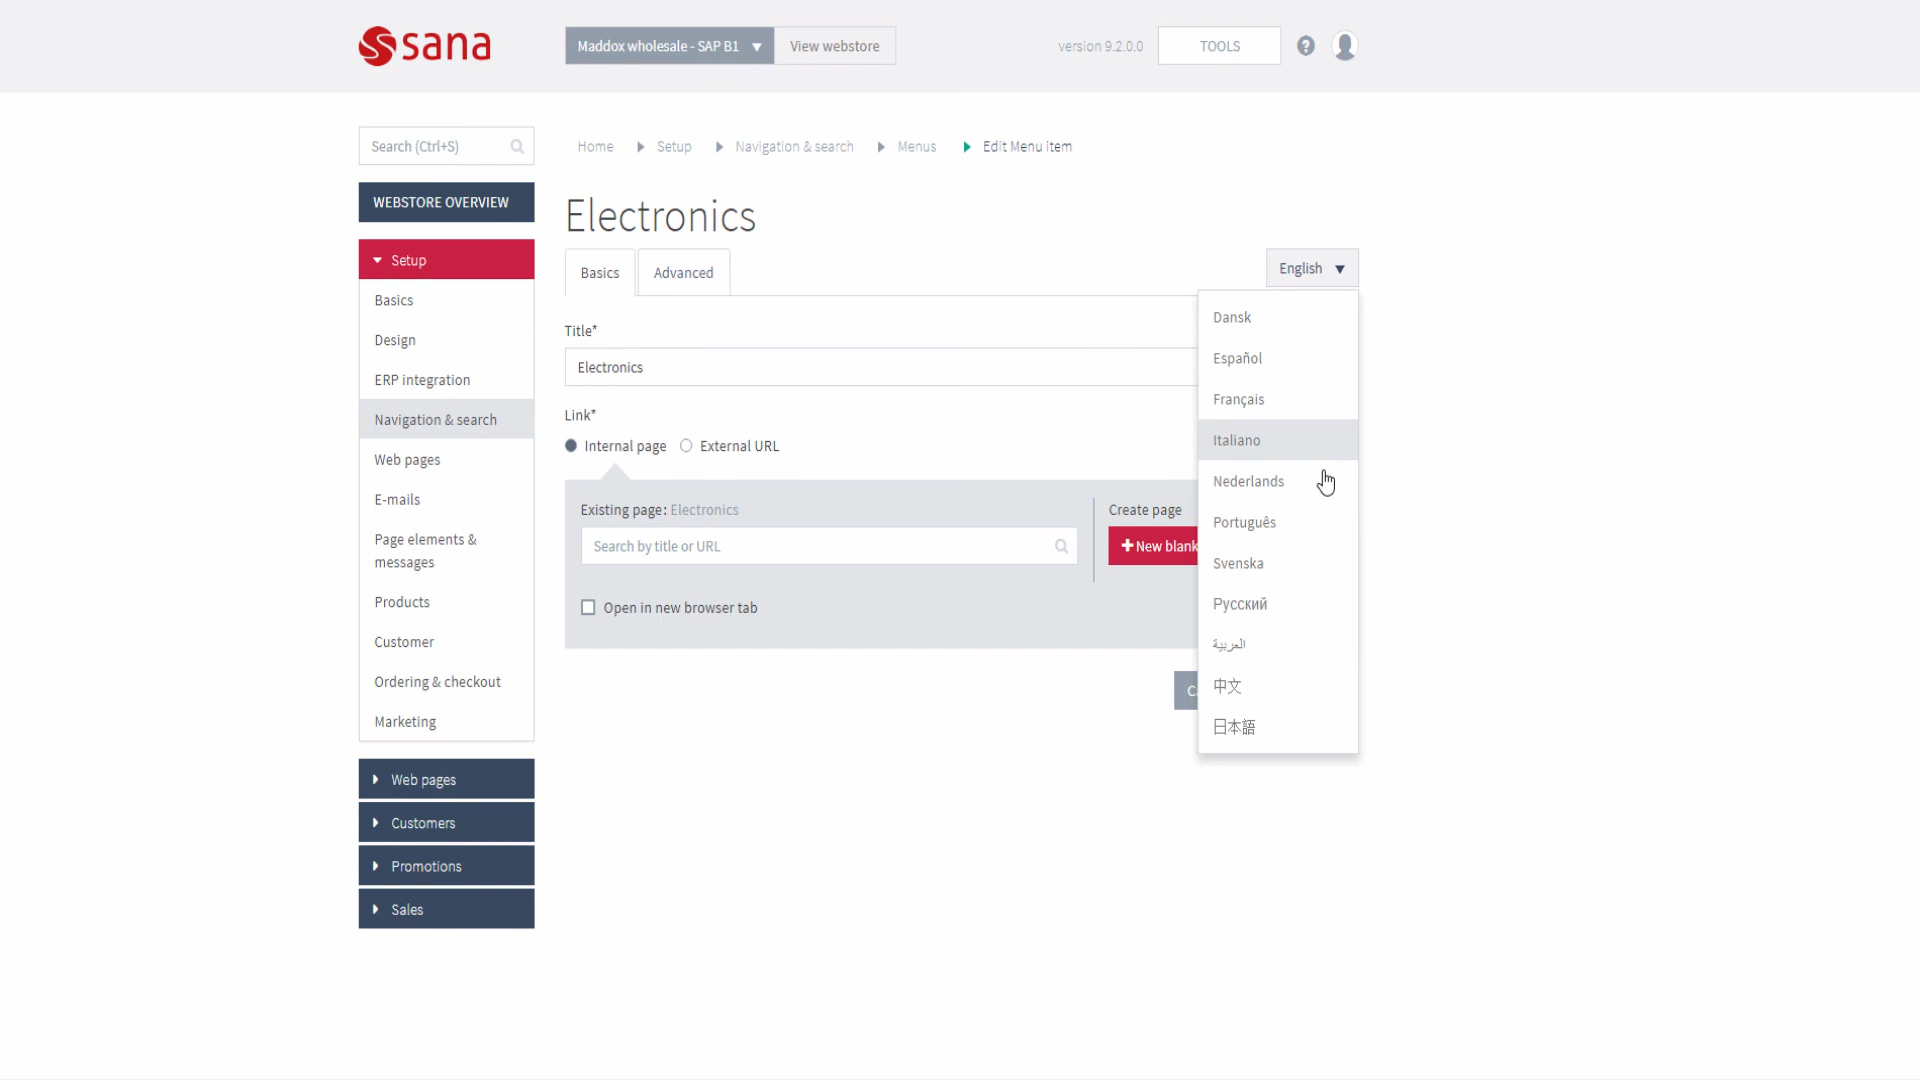 sana
Maddox wholesale - SAP B1
View webstore
version 9.2.0.0
TOOLS
Search (Ctrl+S)
Home
Setup
Navigation & search
Menus
Edit Menu item
WEBSTORE OVERVIEW
Setup
Basics
Design
ERP integration
Navigation & search
Web pages
E-mails
Page elements &
messages
Products
Customer
Ordering & checkout
Marketing
Web pages
Customers
Promotions
Sales
Electronics
Basics
Advanced
English
Title*
Electronics
Link*
Internal page
External URL
Existing page: Electronics
Search by title or URL
Create page
New blank
Open in new browser tab
Dansk
Español
Français
Italiano
Nederlands
Português
Svenska
Русский
العربية
中文
日本語